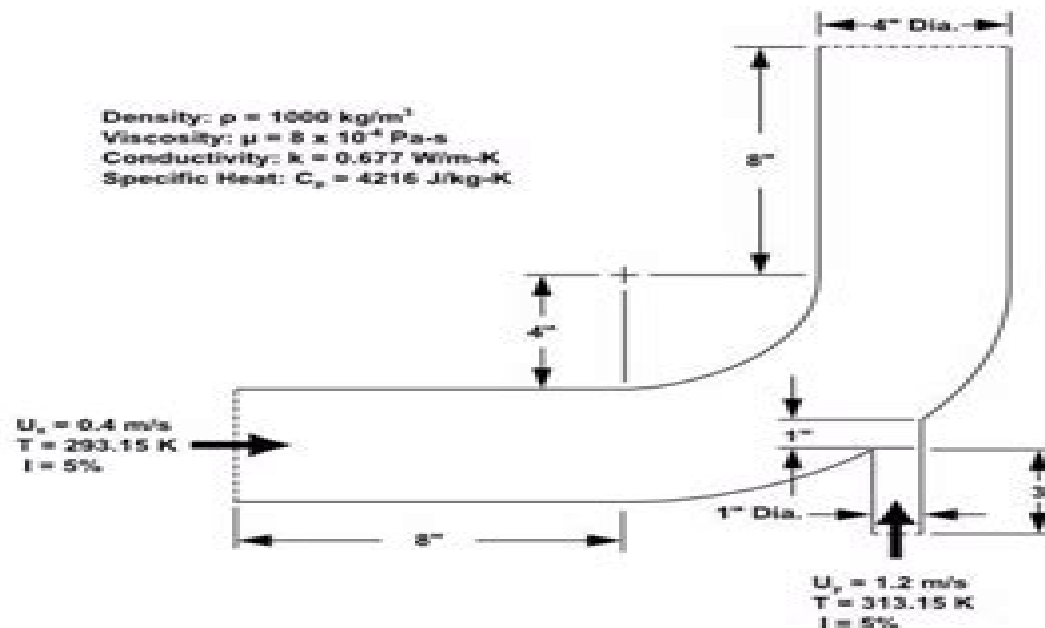 4" Dia.
Density: ρ = 1000 kg/m³
Viscosity: μ = 8 x 10⁻⁴ Pa-s
Conductivity: k = 0.677 W/m-K
Specific Heat: Cₚ = 4216 J/kg-K
8"
4"
Uₓ = 0.4 m/s
T = 293.15 K
I = 5%
1"
3"
1" Dia.
8"
Uᵧ = 1.2 m/s
T = 313.15 K
I = 5%